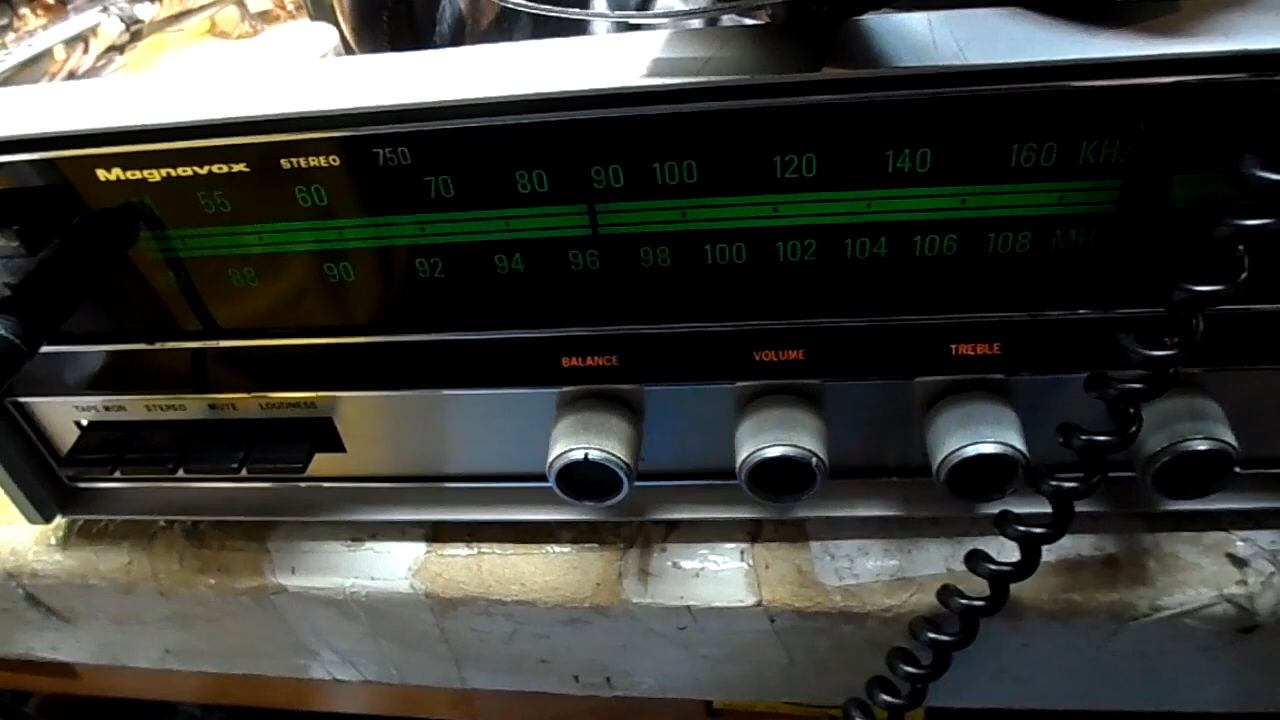 Magnavox STEREO 750
55 60 70 80 90 100 120 140 160 KHz
88 90 92 94 96 98 100 102 104 106 108 MH
BALANCE VOLUME TREBLE
TAPE MON STEREO MUTE LOUDNESS